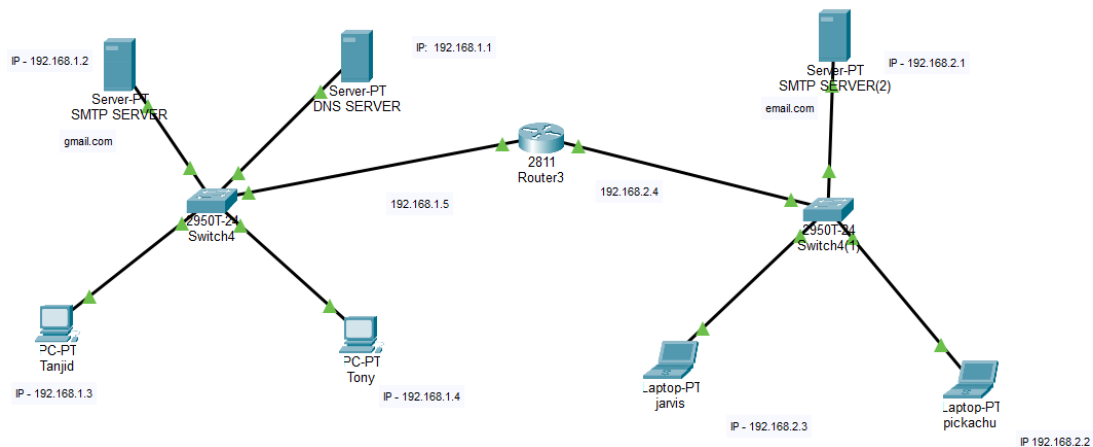 IP - 192.168.1.2
Server-PT
SMTP SERVER
gmail.com
IP:  192.168.1.1
Server-PT
DNS SERVER
IP - 192.168.2.1
Server-PT
SMTP SERVER(2)
email.com
2811
Router3
192.168.1.5
192.168.2.4
2950T-24
Switch4
2950T-24
Switch4(1)
PC-PT
Tanjid
IP - 192.168.1.3
PC-PT
Tony
IP - 192.168.1.4
Laptop-PT
jarvis
IP - 192.168.2.3
Laptop-PT
pickachu
IP 192.168.2.2